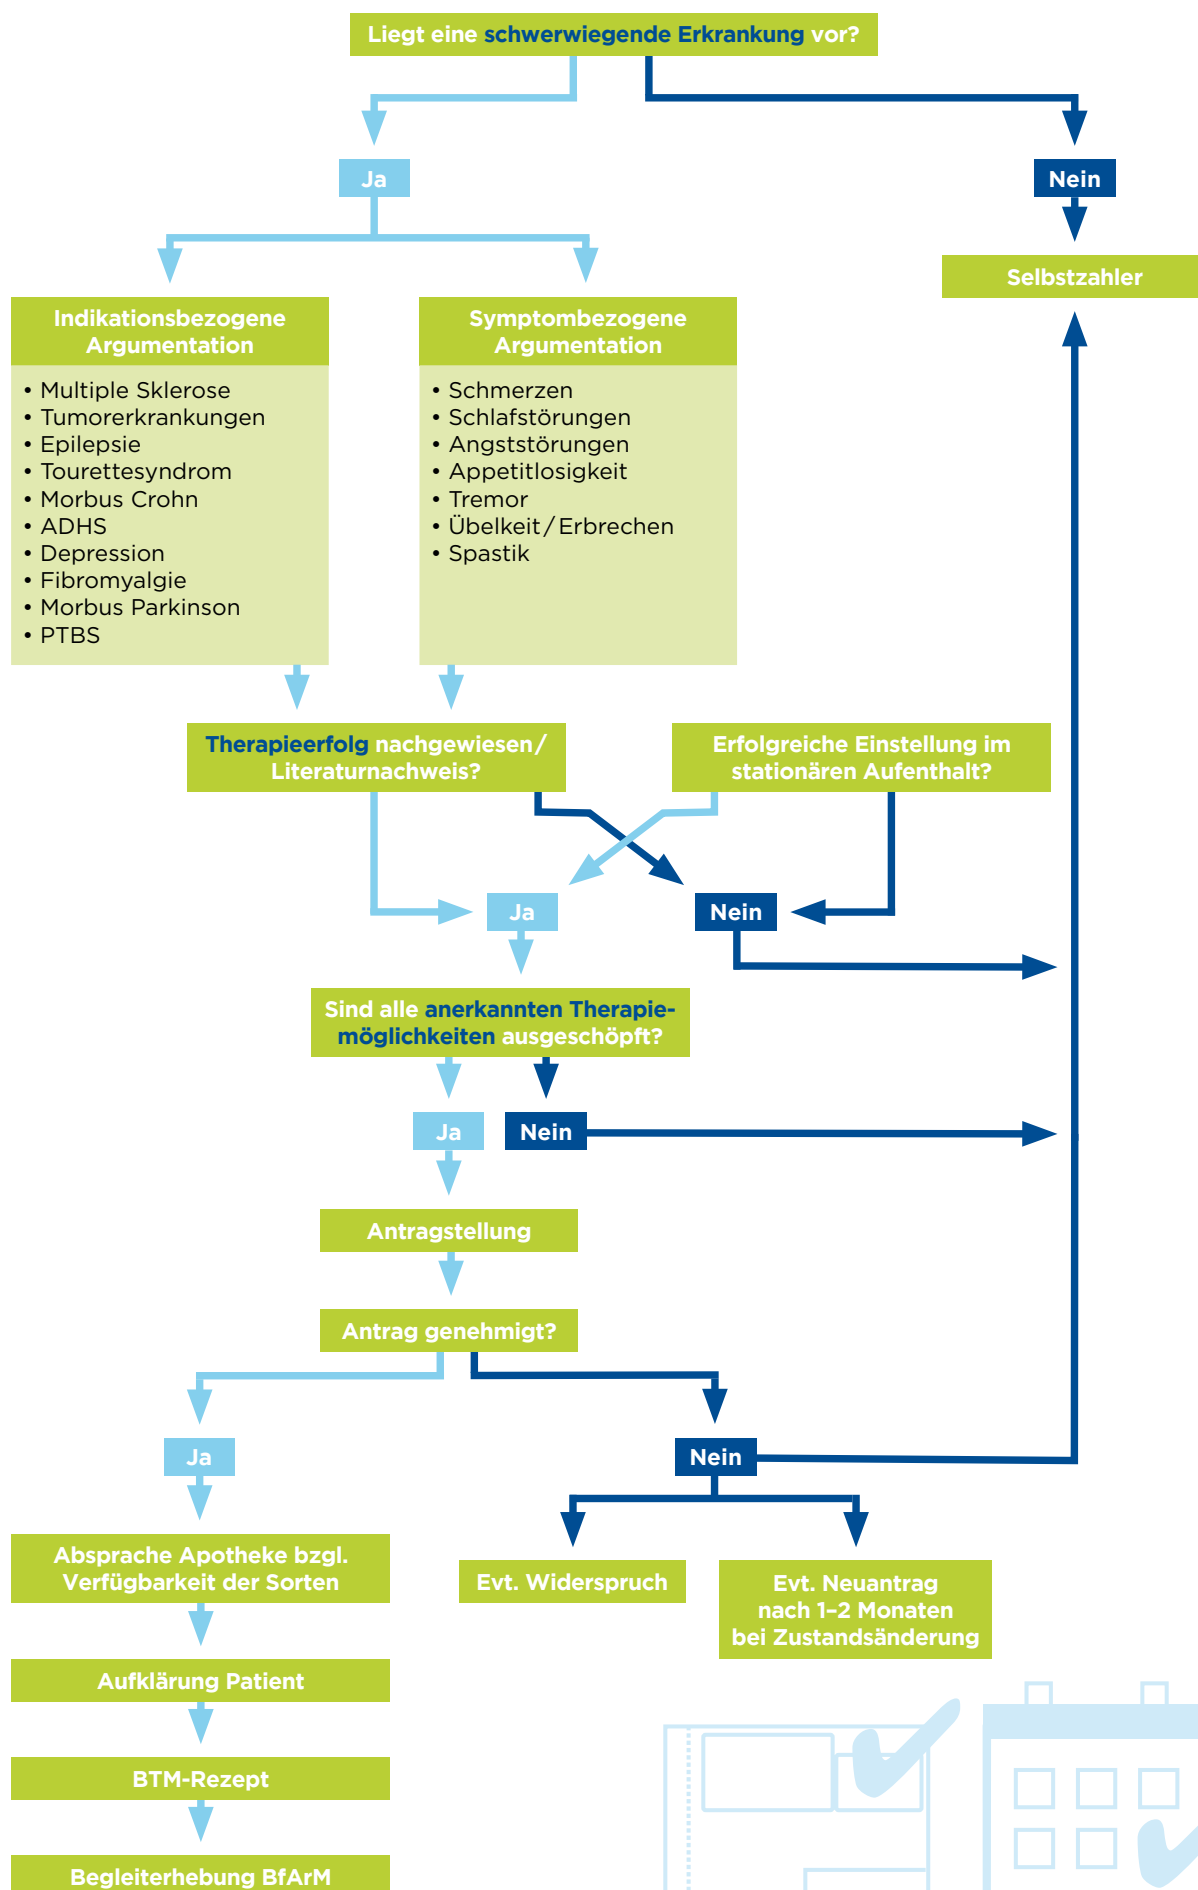 Liegt eine schwerwiegende Erkrankung vor?
Ja
Nein
Selbstzahler
Indikationsbezogene
Argumentation
• Multiple Sklerose
• Tumorerkrankungen
• Epilepsie
• Tourettesyndrom
• Morbus Crohn
• ADHS
• Depression
• Fibromyalgie
• Morbus Parkinson
• PTBS
Symptombezogene
Argumentation
• Schmerzen
• Schlafstörungen
• Angststörungen
• Appetitlosigkeit
• Tremor
• Übelkeit / Erbrechen
• Spastik
Therapieerfolg nachgewiesen /
Literaturnachweis?
Erfolgreiche Einstellung im
stationären Aufenthalt?
Ja
Nein
Sind alle anerkannten Therapie-
möglichkeiten ausgeschöpft?
Ja
Nein
Antragstellung
Antrag genehmigt?
Ja
Nein
Absprache Apotheke bzgl.
Verfügbarkeit der Sorten
Evt. Widerspruch
Evt. Neuantrag
nach 1–2 Monaten
bei Zustandsänderung
Aufklärung Patient
BTM-Rezept
Begleiterhebung BfArM